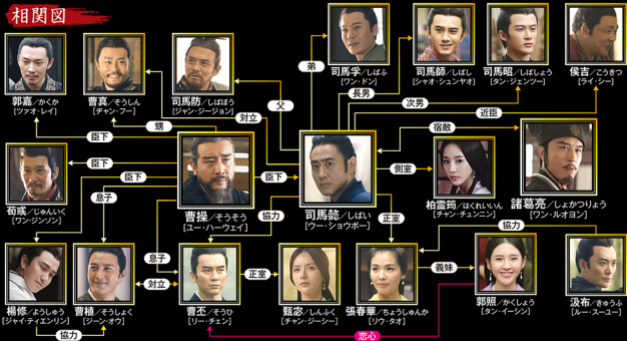 相関図
郭嘉／かくか
[ツァオ・レイ]
曹真／そうしん
[チャン・フー]
司馬防／しばぼう
[ジャン・ジージョン]
司馬孚／しばふ
[ワン・ドン]
司馬師／しばし
[シャオ・シュンヤオ]
司馬昭／しばしょう
[タン・ジェンツー]
侯吉／こうきつ
[ライ・シー]
弟
長男
次男
近臣
父
対立
甥
臣下
臣下
臣下
臣下
宿敵
側室
正室
荀彧／じゅんいく
[ワン・ジンソン]
曹操／そうそう
[ユー・ハーウェイ]
司馬懿／しばい
[ウー・ショウボー]
柏霊筠／はくれいいん
[チャン・チュンニン]
諸葛亮／しょかつりょう
[ワン・ルオヨン]
息子
息子
協力
協力
対立
正室
義妹
楊修／ようしゅう
[ジャイ・ティエンリン]
曹植／そうしょく
[ジーン・オウ]
曹丕／そうひ
[リー・チェン]
甄宓／しんふく
[チャン・ジーシー]
張春華／ちょうしゅんか
[リウ・タオ]
郭照／かくしょう
[タン・イーシン]
汲布／きゅうふ
[ルー・スーユー]
協力
恋心